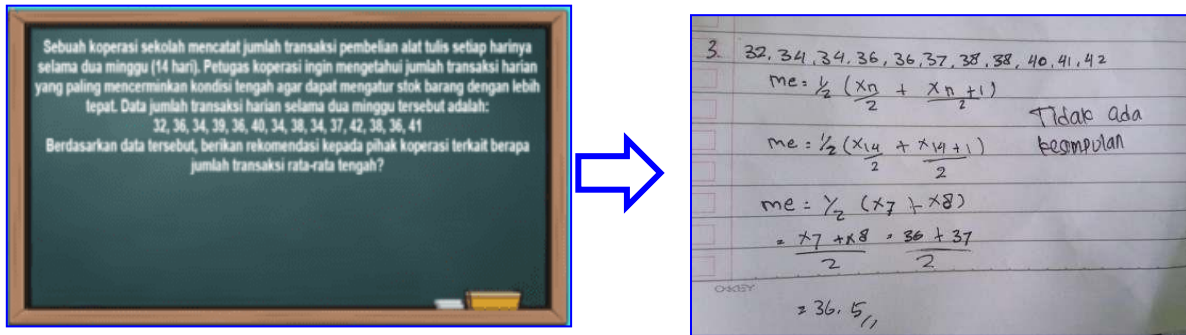 Sebuah koperasi sekolah mencatat jumlah transaksi pembelian alat tulis setiap harinya
selama dua minggu (14 hari). Petugas koperasi ingin mengetahui jumlah transaksi harian
yang paling mencerminkan kondisi tengah agar dapat mengatur stok barang dengan lebih
tepat. Data jumlah transaksi harian selama dua minggu tersebut adalah:
32, 36, 34, 39, 36, 40, 34, 38, 34, 37, 42, 38, 36, 41
Berdasarkan data tersebut, berikan rekomendasi kepada pihak koperasi terkait berapa
jumlah transaksi rata-rata tengah?
3. 32, 34, 34, 36, 36, 37, 38, 38, 40, 41, 42
me = 1/2 (xn/2 + xn+1/2)
Tidak ada
kesmpulan
me = 1/2 (x14/2 + x14+1/2)
me = 1/2 (x7 + x8)
= x7+x8/2 = 36+37/2
= 36,5//